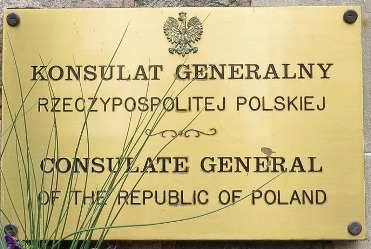 KONSULAT GENERALNY
RZECZYPOSPOLITEJ POLSKIEJ
CONSULATE GENERAL
OF THE REPUBLIC OF POLAND